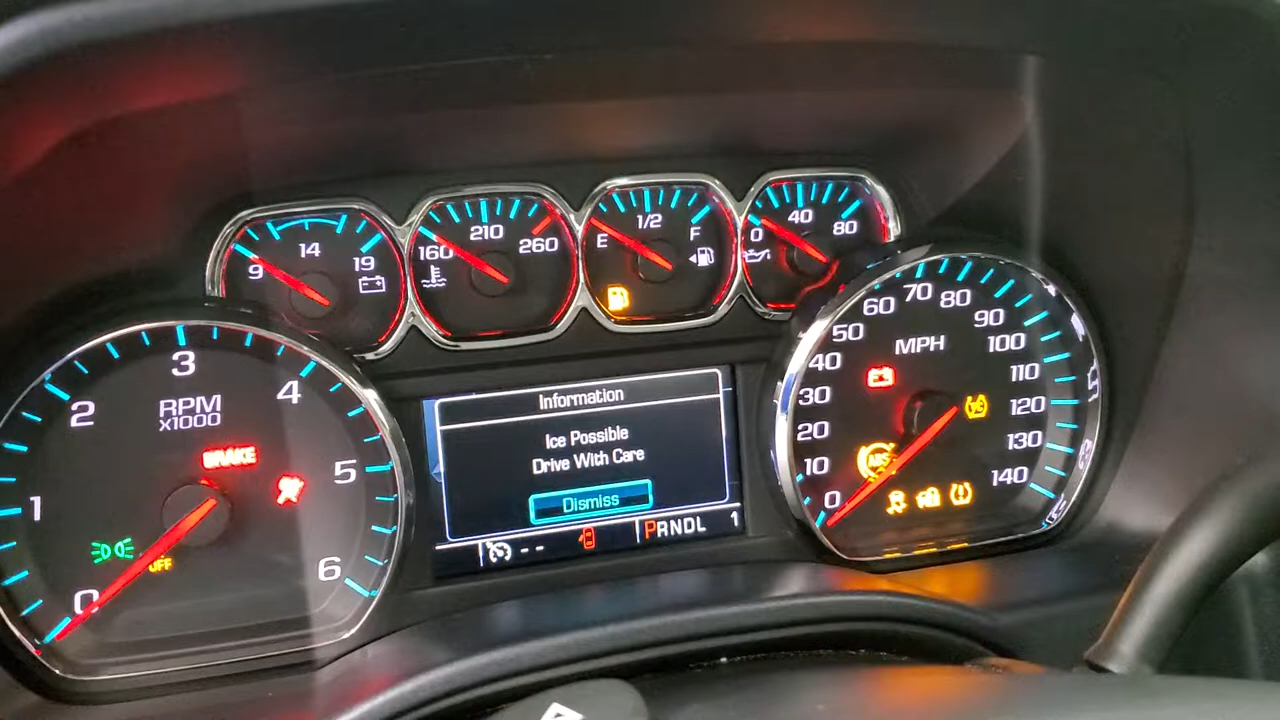 9 14 19
160 210 260
E 1/2 F
0 40 80
0 1 2 3 4 5 6
RPM
x1000
BRAKE
OFF
Information
Ice Possible
Drive With Care
Dismiss
--
PRNDL 1
0 10 20 30 40 50 60 70 80 90 100 110 120 130 140
MPH
ABS